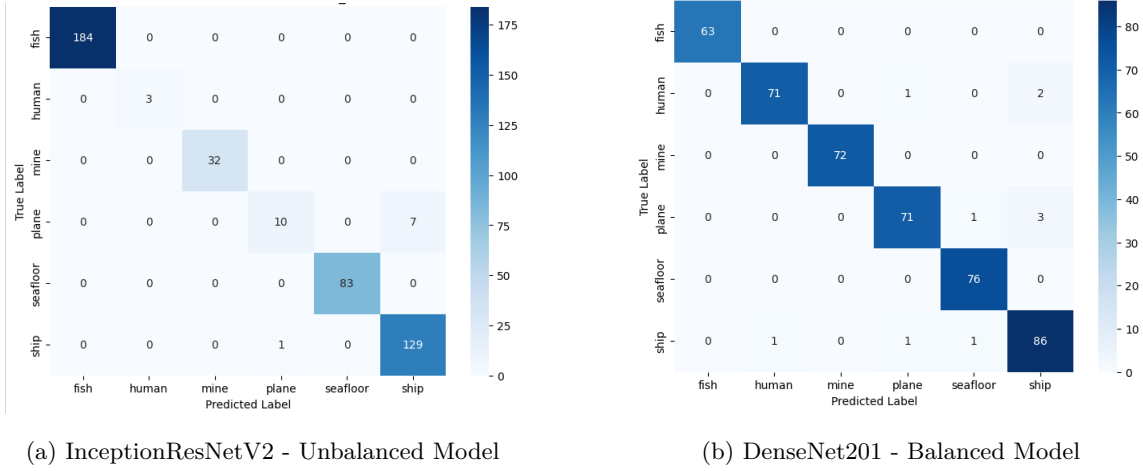 fish 184 0 0 0 0 0
human 0 3 0 0 0 0
mine 0 0 32 0 0 0
plane 0 0 0 10 0 7
seafloor 0 0 0 0 83 0
ship 0 0 0 1 0 129
fish human mine plane seafloor ship
Predicted Label
True Label
175
150
125
100
75
50
25
0
fish 63 0 0 0 0 0
human 0 71 0 1 0 2
mine 0 0 72 0 0 0
plane 0 0 0 71 1 3
seafloor 0 0 0 0 76 0
ship 0 1 0 1 1 86
fish human mine plane seafloor ship
Predicted Label
True Label
80
70
60
50
40
30
20
10
0
(a) InceptionResNetV2 - Unbalanced Model
(b) DenseNet201 - Balanced Model